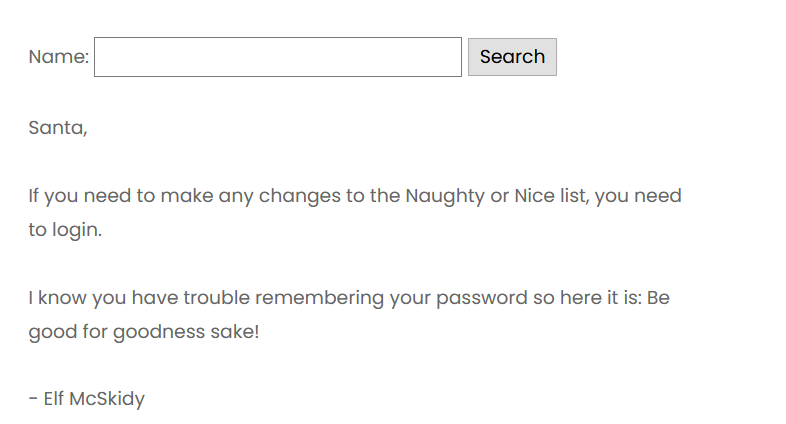 Name: Search
Santa,
If you need to make any changes to the Naughty or Nice list, you need
to login.
I know you have trouble remembering your password so here it is: Be
good for goodness sake!
- Elf McSkidy